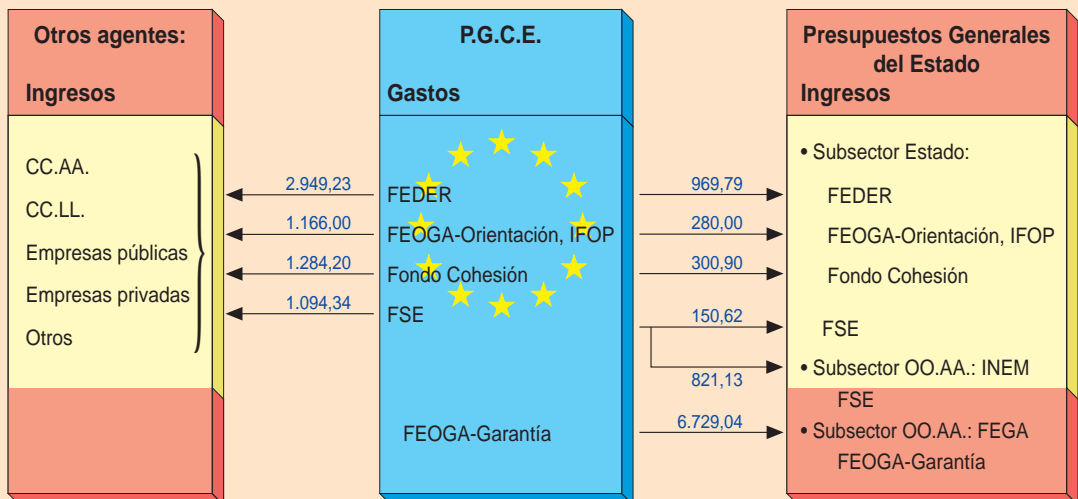 Otros agentes:
Ingresos
CC.AA.
CC.LL.
Empresas públicas
Empresas privadas
Otros
2.949,23
1.166,00
1.284,20
1.094,34
P.G.C.E.
Gastos
FEDER
FEOGA-Orientación, IFOP
Fondo Cohesión
FSE
FEOGA-Garantía
969,79
280,00
300,90
150,62
821,13
6.729,04
Presupuestos Generales
del Estado
Ingresos
• Subsector Estado:
FEDER
FEOGA-Orientación, IFOP
Fondo Cohesión
FSE
• Subsector OO.AA.: INEM
FSE
• Subsector OO.AA.: FEGA
FEOGA-Garantía